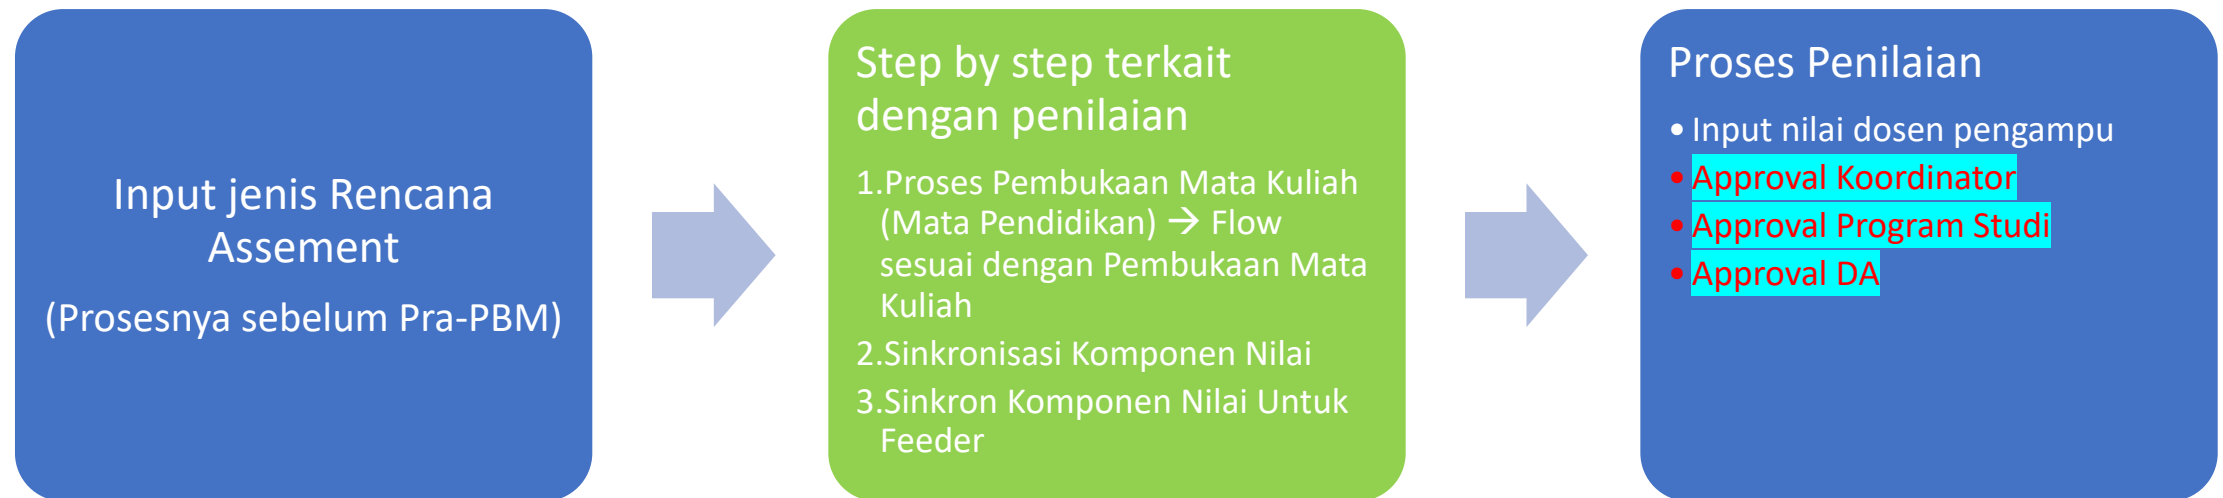 Input jenis Rencana
Assement
(Prosesnya sebelum Pra-PBM)
Step by step terkait
dengan penilaian
1.Proses Pembukaan Mata Kuliah
(Mata Pendidikan) → Flow
sesuai dengan Pembukaan Mata
Kuliah
2.Sinkronisasi Komponen Nilai
3.Sinkron Komponen Nilai Untuk
Feeder
Proses Penilaian
• Input nilai dosen pengampu
• Approval Koordinator
• Approval Program Studi
• Approval DA